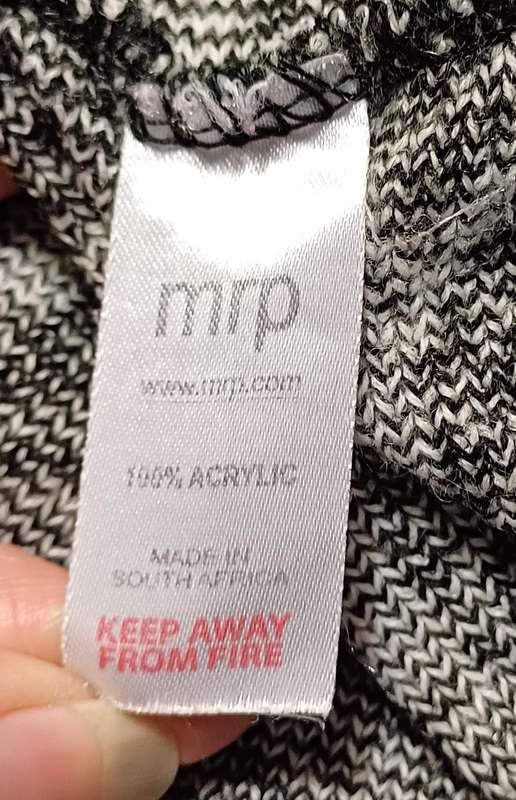 mrp
www.mrp.com
100% ACRYLIC
MADE IN
SOUTH AFRICA
KEEP AWAY
FROM FIRE